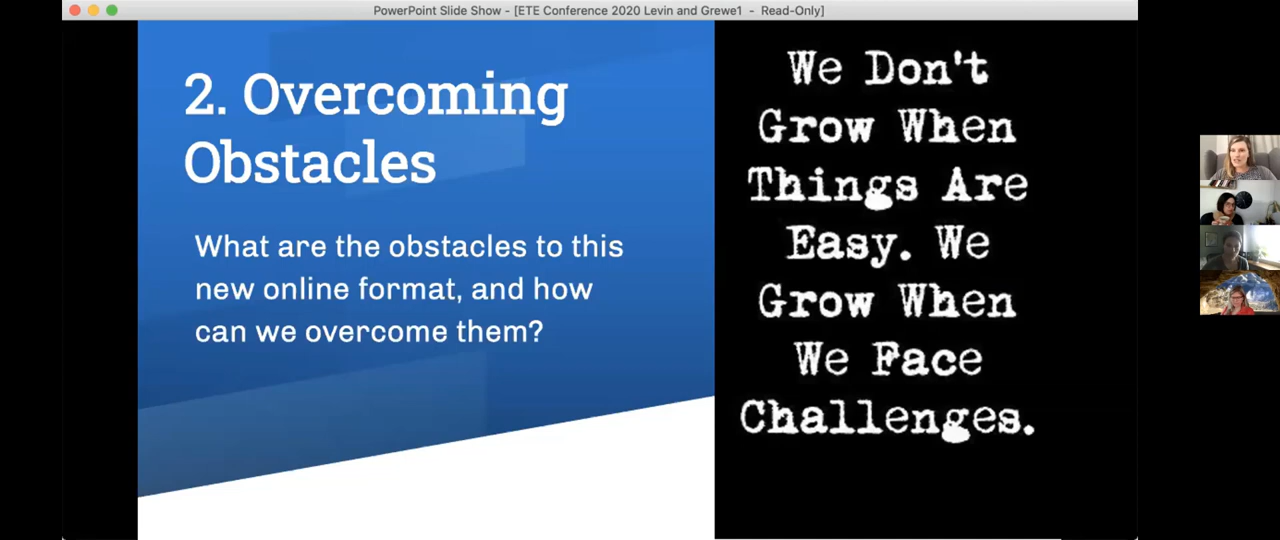 PowerPoint Slide Show - [ETE Conference 2020 Levin and Grewe1 - Read-Only]
2. Overcoming
Obstacles
What are the obstacles to this
new online format, and how
can we overcome them?
We Don't
Grow When
Things Are
Easy. We
Grow When
We Face
Challenges.